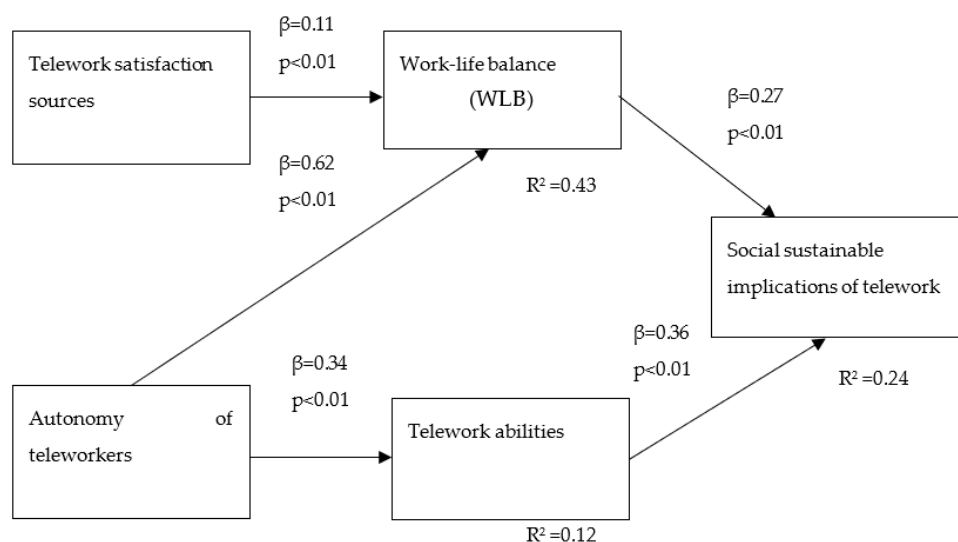 Telework satisfaction
sources
β=0.11
p<0.01
Work-life balance
(WLB)
β=0.27
p<0.01
β=0.62
p<0.01
R² =0.43
Social sustainable
implications of telework
β=0.36
p<0.01
R² =0.24
β=0.34
p<0.01
Autonomy of
teleworkers
Telework abilities
R² =0.12